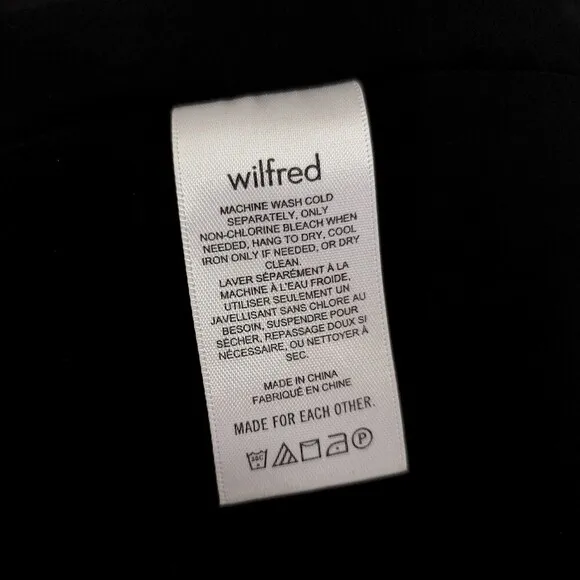 wilfred
MACHINE WASH COLD
SEPARATELY, ONLY
NON-CHLORINE BLEACH WHEN
NEEDED, HANG TO DRY, COOL
IRON ONLY IF NEEDED, OR DRY
CLEAN.
LAVER SÉPARÉMENT À LA
MACHINE À L'EAU FROIDE,
UTILISER SEULEMENT UN
JAVELLISANT SANS CHLORE AU
BESOIN, SUSPENDRE POUR
SÉCHER, REPASSAGE DOUX SI
NÉCESSAIRE, OU NETTOYER À
SEC.
MADE IN CHINA
FABRIQUÉ EN CHINE
MADE FOR EACH OTHER.
30C P